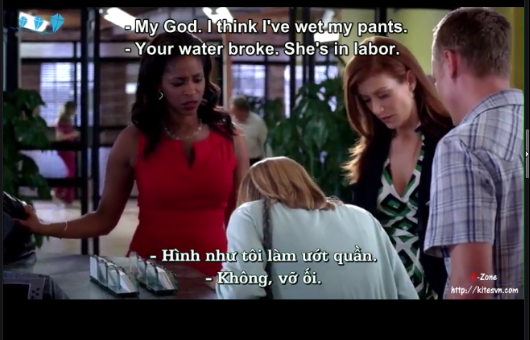 - My God. I think I've wet my pants.
- Your water broke. She's in labor.
- Hình như tôi làm ướt quần.
- Không, vỡ ối.
-Zone
http://kitesvn.com